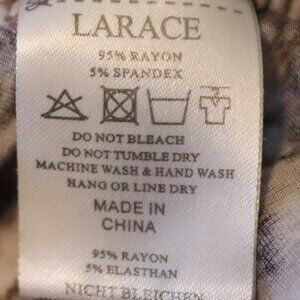 LARACE
95% RAYON
5% SPANDEX
DO NOT BLEACH
DO NOT TUMBLE DRY
MACHINE WASH & HAND WASH
HANG OR LINE DRY
MADE IN
CHINA
95% RAYON
5% ELASTHAN
NICHT BLEICHEN